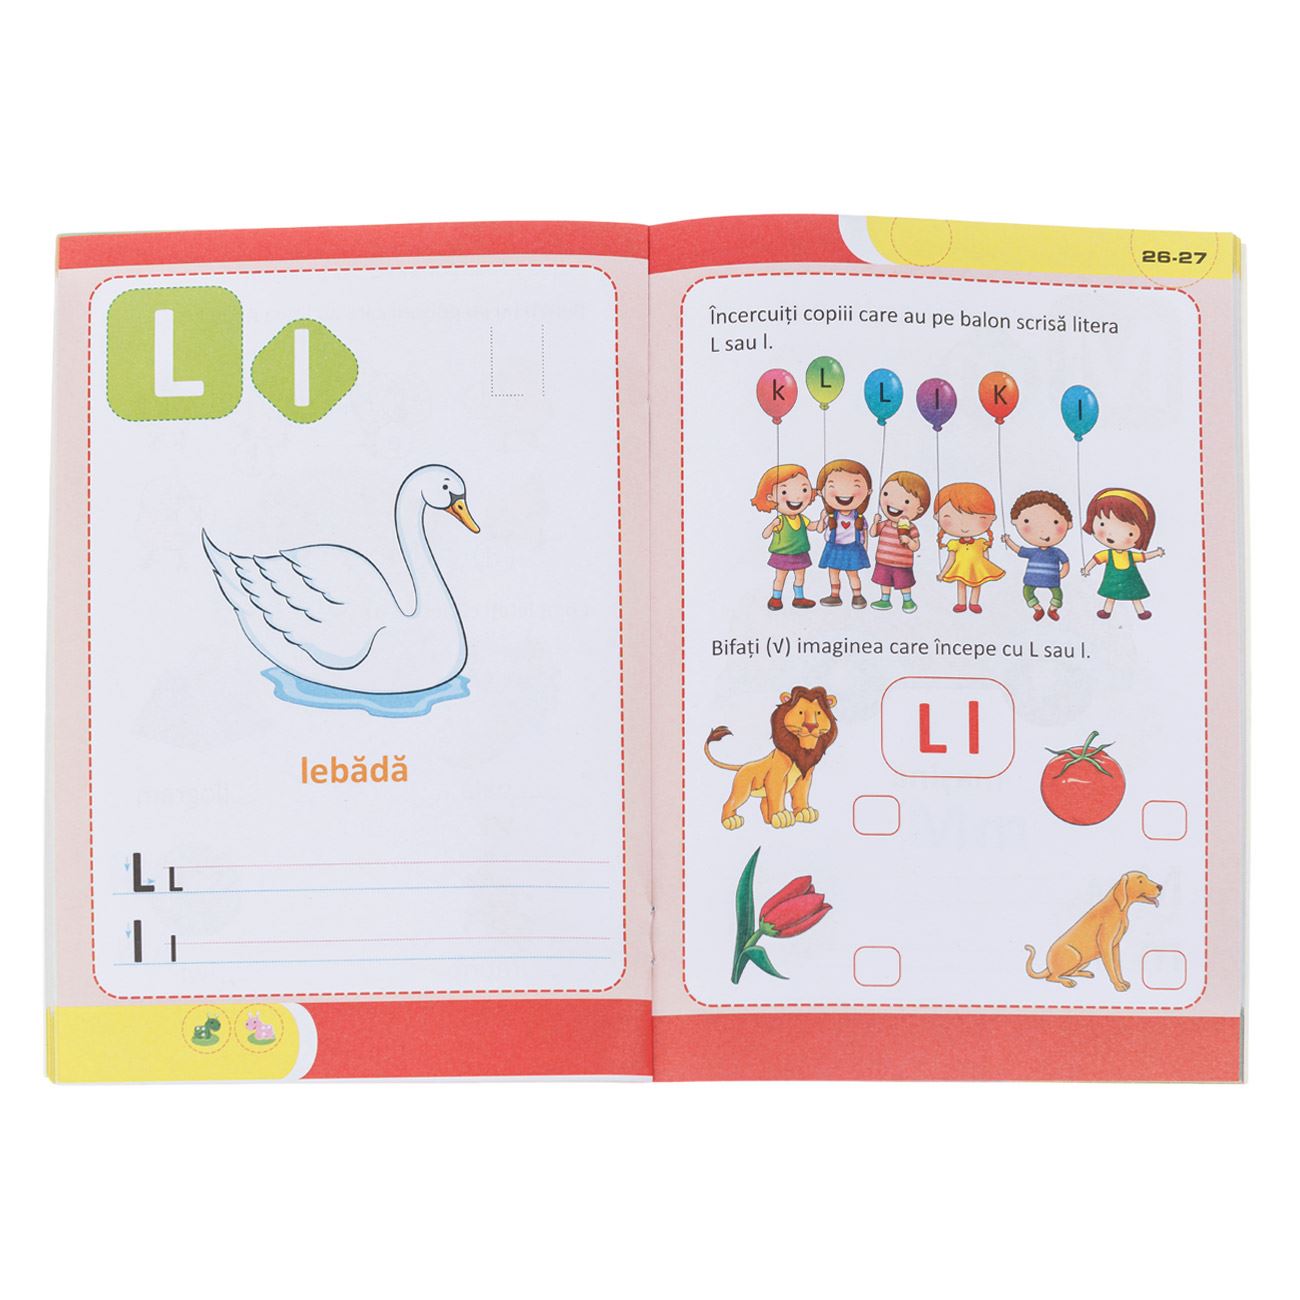 L l
L l
lebădă
L L
l l
26-27
Încercuiți copiii care au pe balon scrisă litera
L sau l.
k L L l K l
Bifați (√) imaginea care începe cu L sau l.
L l